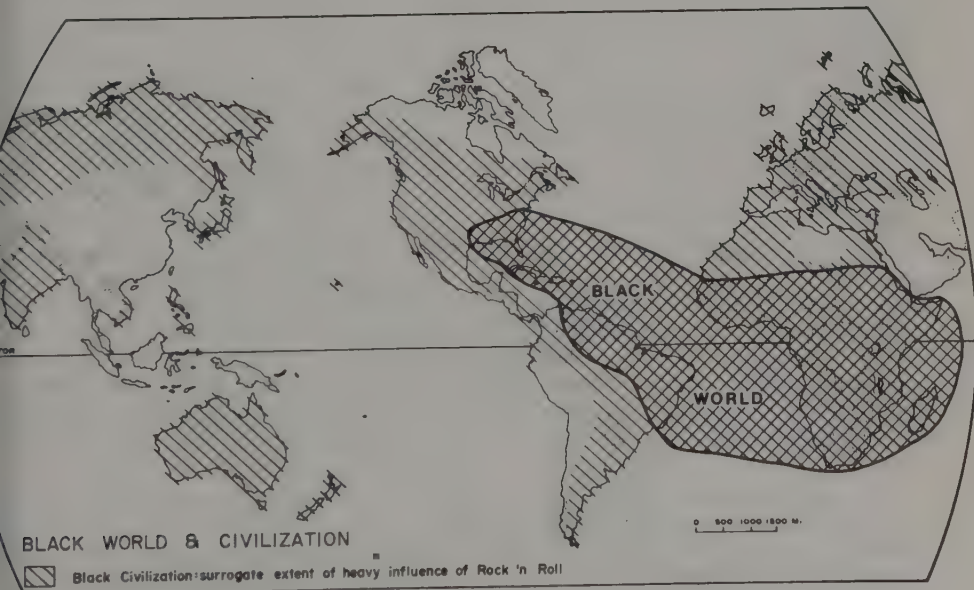 BLACK
TOR
WORLD
0 500 1000 1500 M.
BLACK WORLD & CIVILIZATION
Black Civilization: surrogate extent of heavy influence of Rock 'n Roll